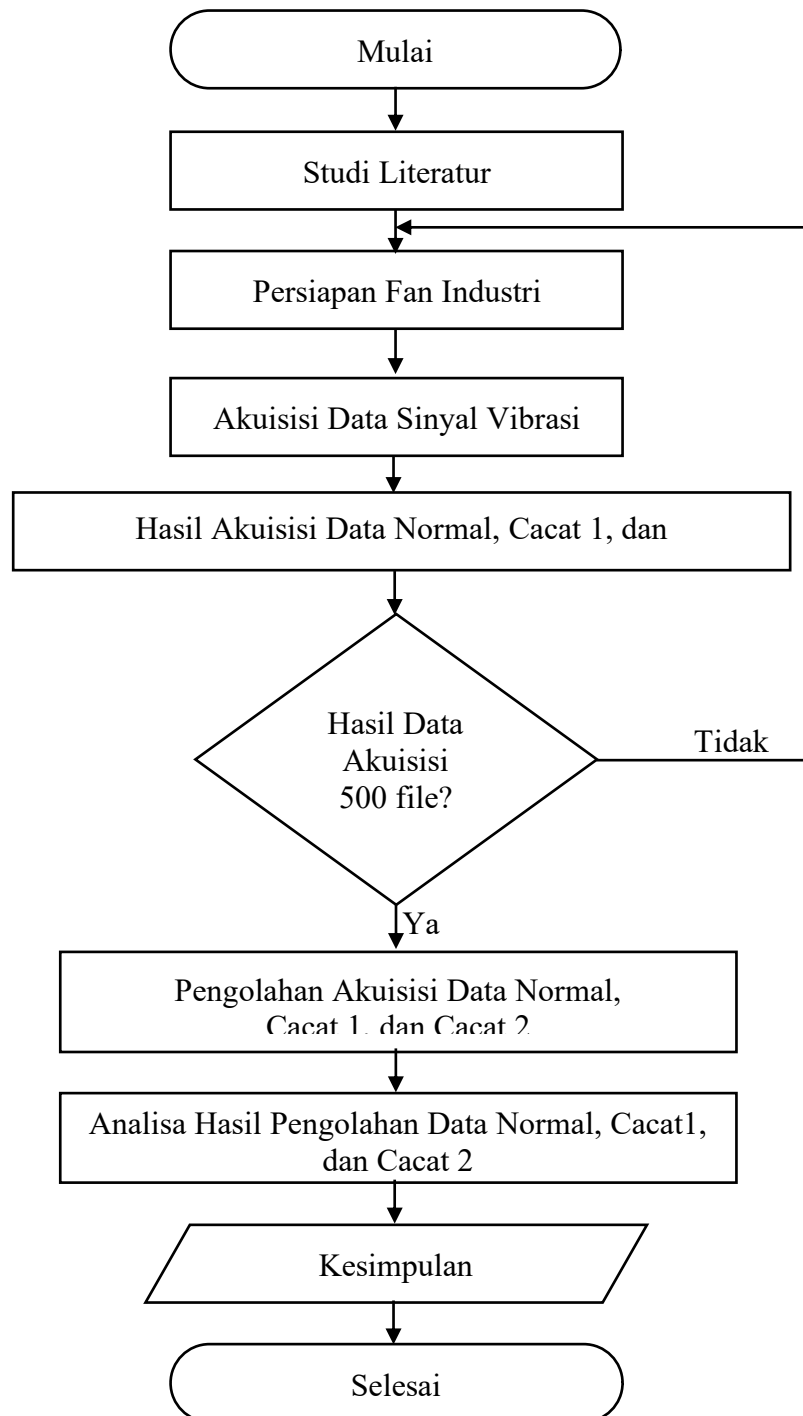 Mulai
Studi Literatur
Persiapan Fan Industri
Akuisisi Data Sinyal Vibrasi
Hasil Akuisisi Data Normal, Cacat 1, dan
Hasil Data
Akuisisi
500 file?
Tidak
Ya
Pengolahan Akuisisi Data Normal,
Cacat 1, dan Cacat 2
Analisa Hasil Pengolahan Data Normal, Cacat1,
dan Cacat 2
Kesimpulan
Selesai